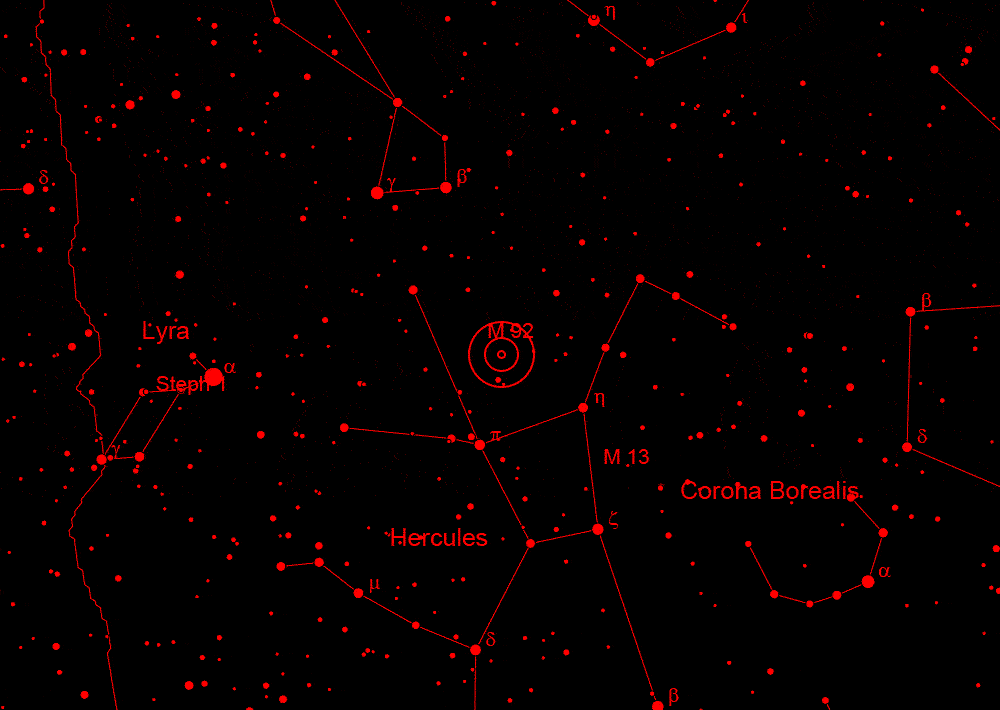 η
ι
δ
γ
β
M 92
β
Lyra
α
Steph 1
η
π
δ
γ
M 13
Corona Borealis
ζ
Hercules
α
μ
δ
β